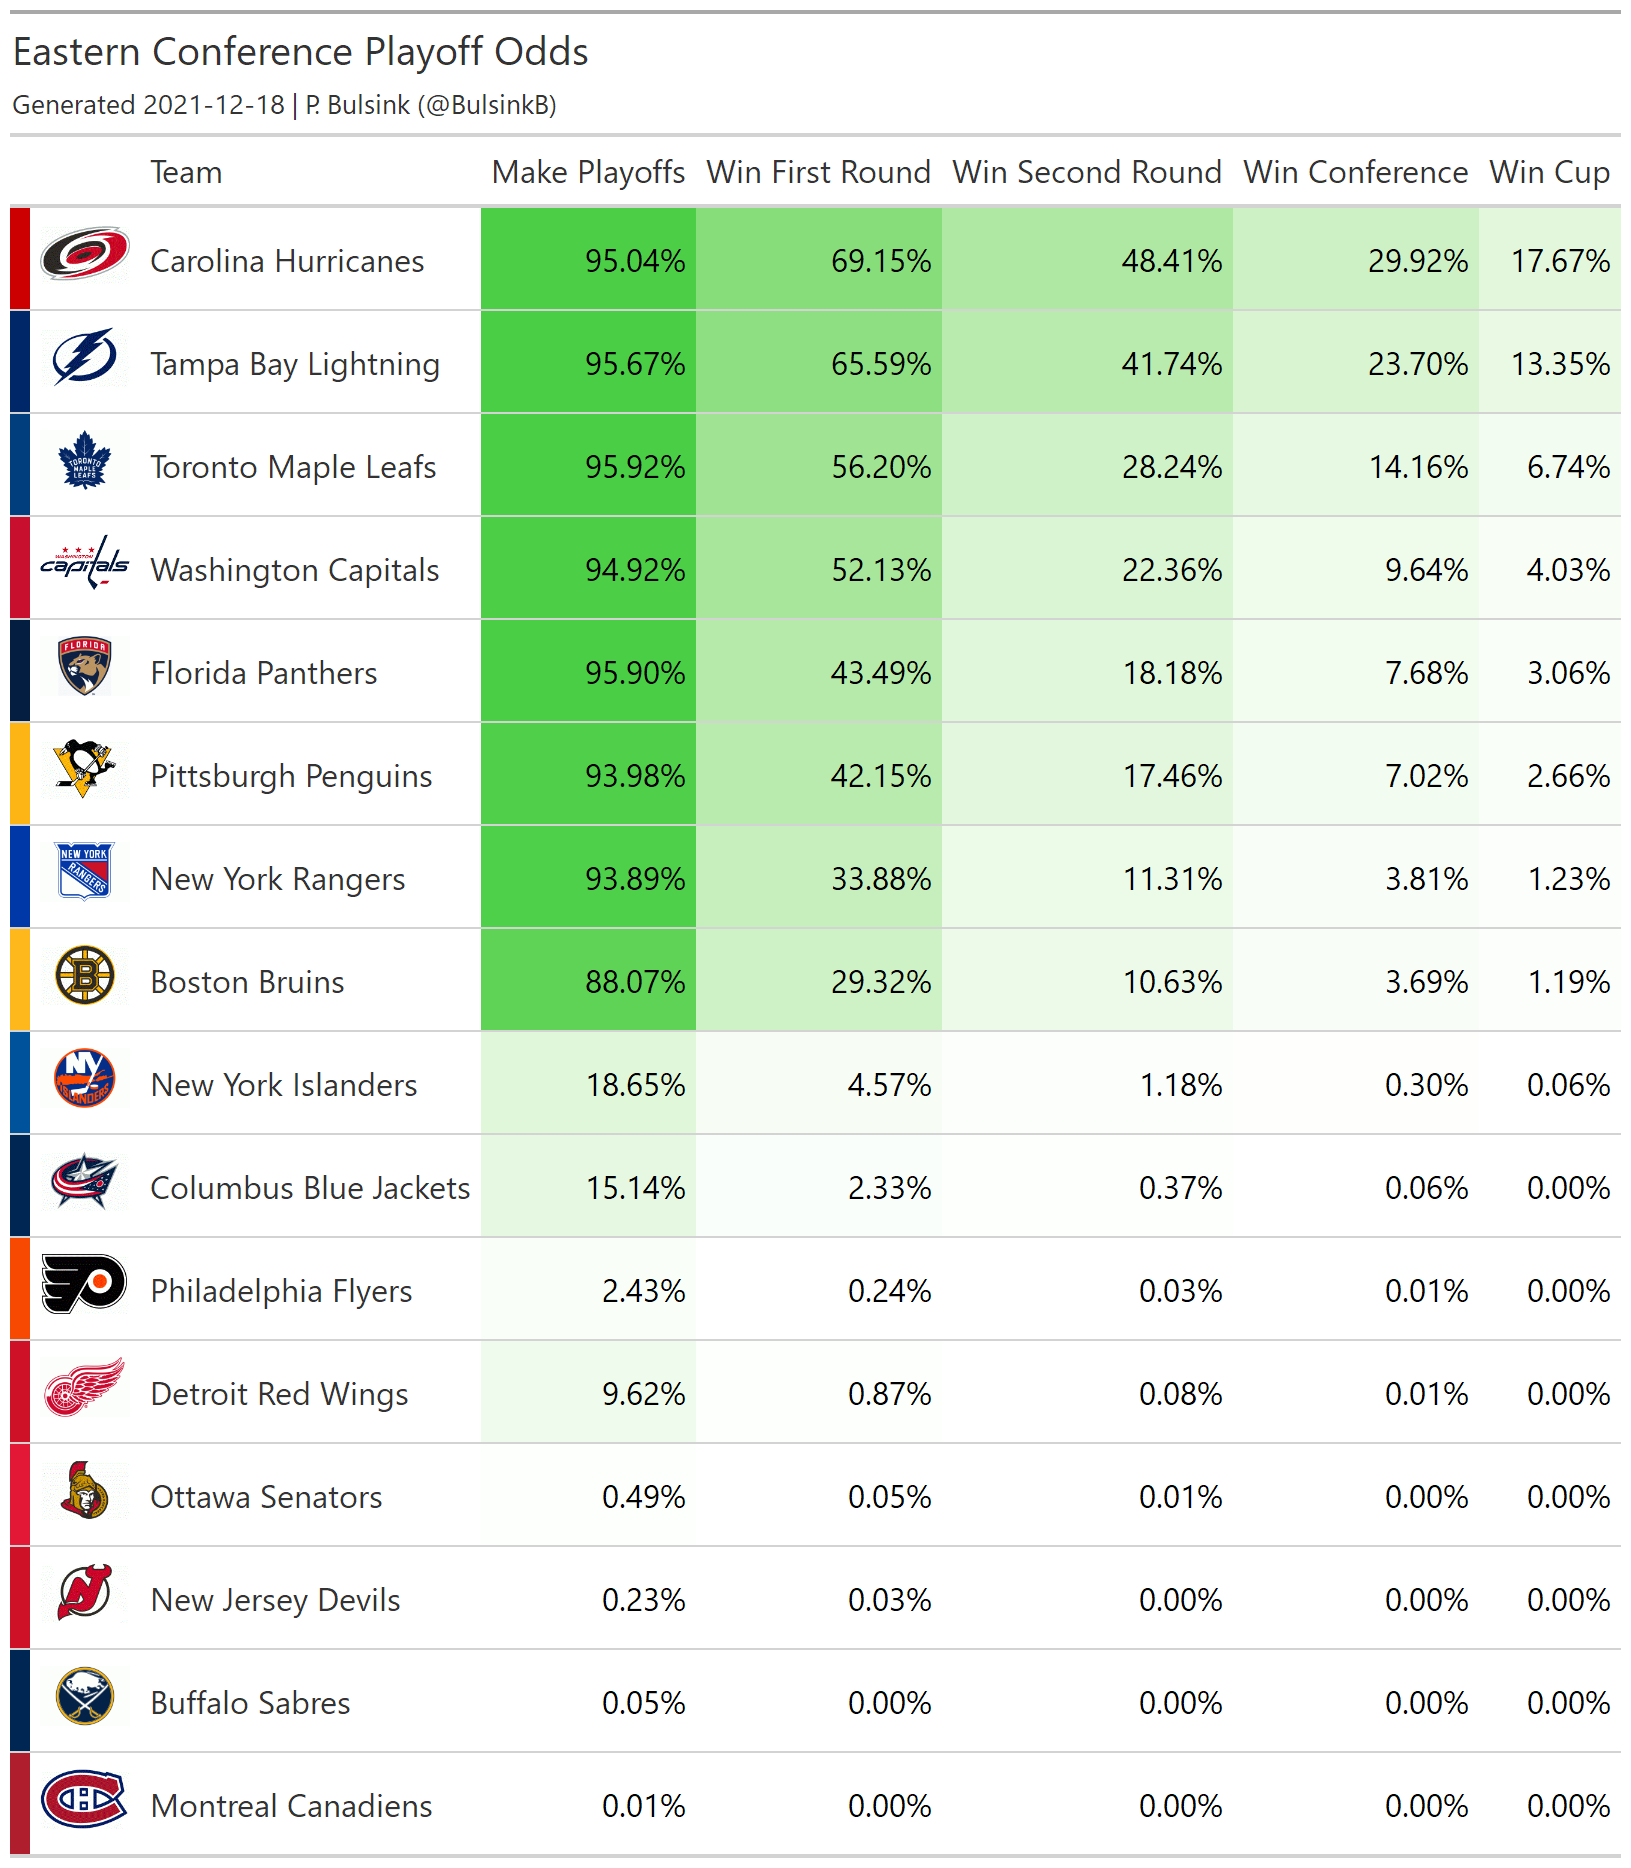 Eastern Conference Playoff Odds
Generated 2021-12-18 | P. Bulsink (@BulsinkB)
Team Make Playoffs Win First Round Win Second Round Win Conference Win Cup
Carolina Hurricanes 95.04% 69.15% 48.41% 29.92% 17.67%
Tampa Bay Lightning 95.67% 65.59% 41.74% 23.70% 13.35%
TORONTO
MAPLE
LEAFS
Toronto Maple Leafs 95.92% 56.20% 28.24% 14.16% 6.74%
WASHINGTON
capitals
Washington Capitals 94.92% 52.13% 22.36% 9.64% 4.03%
FLORIDA
Florida Panthers 95.90% 43.49% 18.18% 7.68% 3.06%
Pittsburgh Penguins 93.98% 42.15% 17.46% 7.02% 2.66%
NEW YORK
RANGERS
New York Rangers 93.89% 33.88% 11.31% 3.81% 1.23%
B
Boston Bruins 88.07% 29.32% 10.63% 3.69% 1.19%
NY
ISLANDERS
New York Islanders 18.65% 4.57% 1.18% 0.30% 0.06%
Columbus Blue Jackets 15.14% 2.33% 0.37% 0.06% 0.00%
Philadelphia Flyers 2.43% 0.24% 0.03% 0.01% 0.00%
Detroit Red Wings 9.62% 0.87% 0.08% 0.01% 0.00%
Ottawa Senators 0.49% 0.05% 0.01% 0.00% 0.00%
New Jersey Devils 0.23% 0.03% 0.00% 0.00% 0.00%
Buffalo Sabres 0.05% 0.00% 0.00% 0.00% 0.00%
Montreal Canadiens 0.01% 0.00% 0.00% 0.00% 0.00%